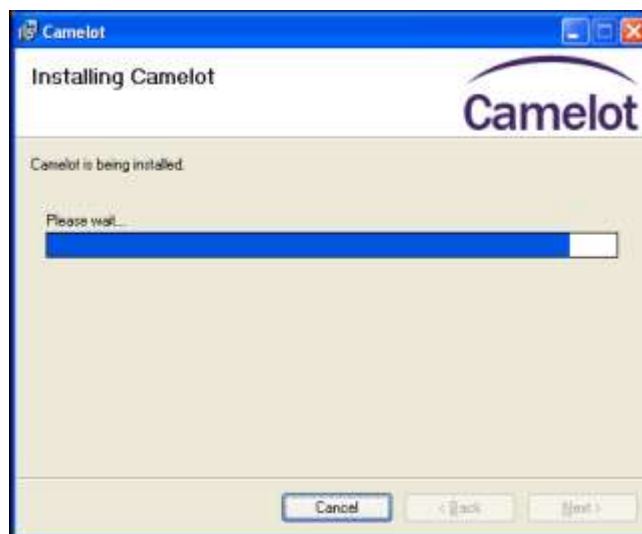 Camelot
Installing Camelot
Camelot
Camelot is being installed.
Please wait...
Cancel
< Back
Next >